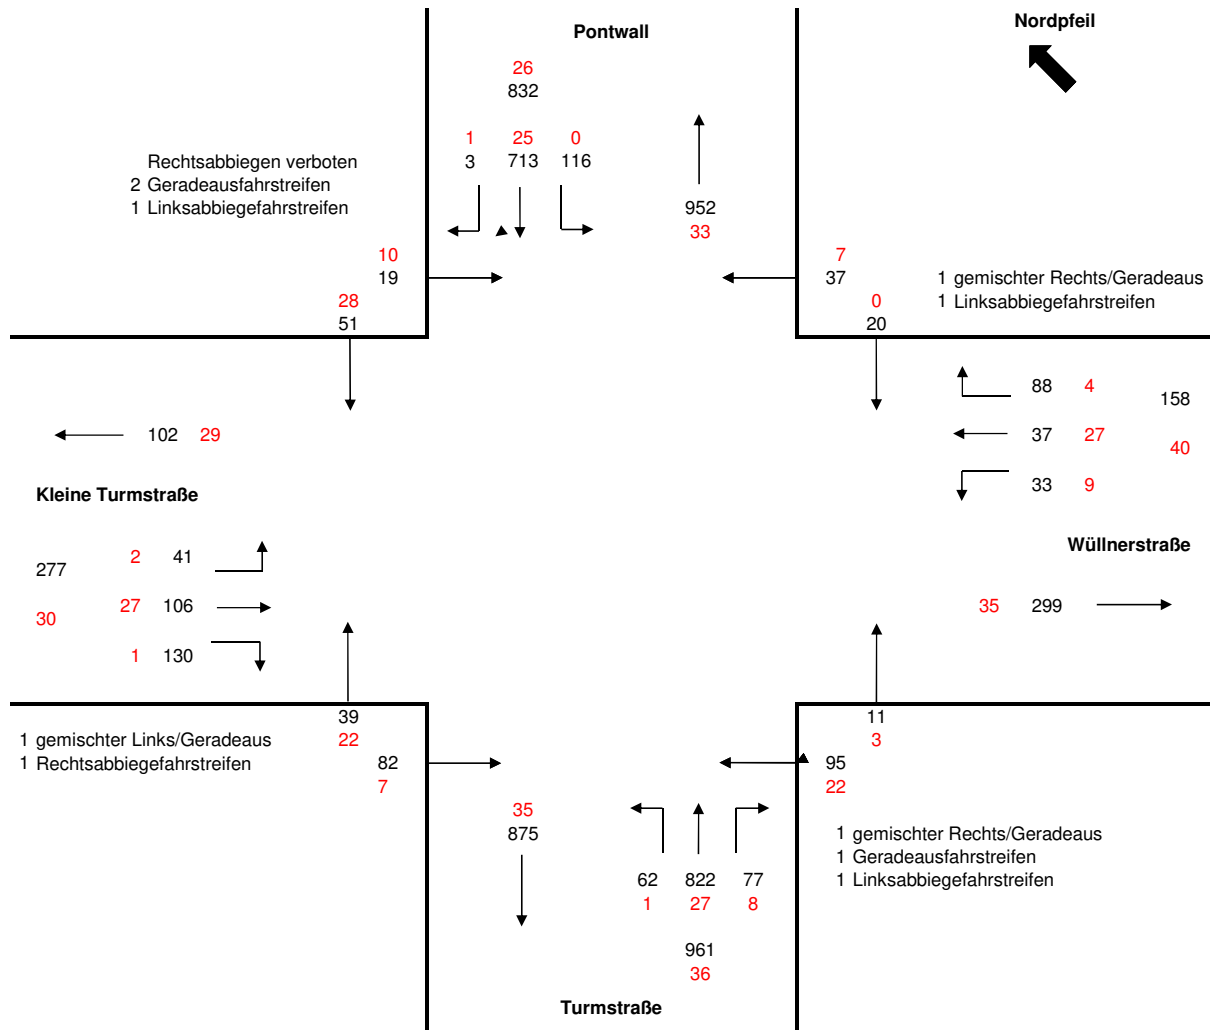 Nordpfeil
Pontwall
26
832
1 25 0
3 713 116
Rechtsabbiegen verboten
2 Geradeausfahrstreifen
1 Linksabbiegefahrstreifen
952
33
10
19
28
51
7
37
0
20
1 gemischter Rechts/Geradeaus
1 Linksabbiegefahrstreifen
88 4
158
37 27
40
33 9
102 29
Kleine Turmstraße
Wüllnerstraße
2 41
277
27 106
30
1 130
35 299
39
22
82
7
1 gemischter Links/Geradeaus
1 Rechtsabbiegefahrstreifen
11
3
95
22
35
875
1 gemischter Rechts/Geradeaus
1 Geradeausfahrstreifen
1 Linksabbiegefahrstreifen
62 822 77
1 27 8
961
36
Turmstraße